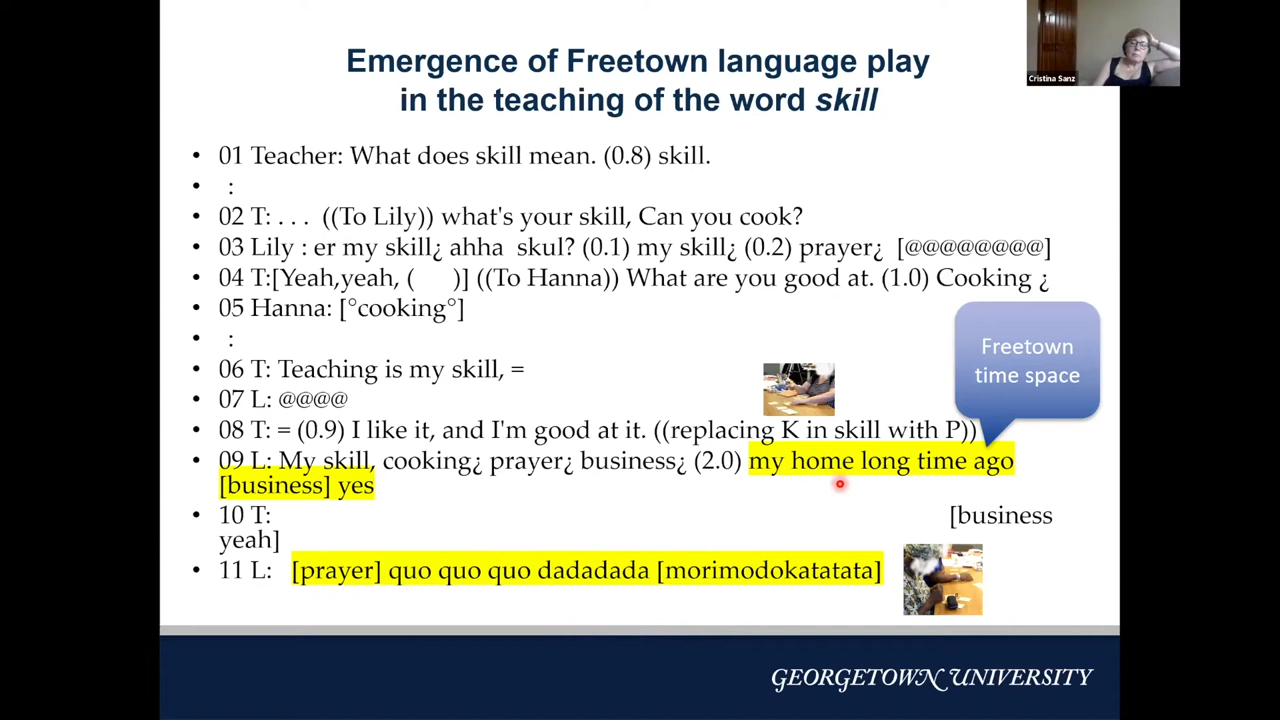 Emergence of Freetown language play
in the teaching of the word skill
Cristina Sanz
• 01 Teacher: What does skill mean. (0.8) skill.
• :
• 02 T: . . . ((To Lily)) what's your skill, Can you cook?
• 03 Lily : er my skill¿ ahha skul? (0.1) my skill¿ (0.2) prayer¿ [@@@@@@@@]
• 04 T:[Yeah,yeah, ( )] ((To Hanna)) What are you good at. (1.0) Cooking ¿
• 05 Hanna: [°cooking°]
• :
• 06 T: Teaching is my skill, =
• 07 L: @@@@
• 08 T: = (0.9) I like it, and I'm good at it. ((replacing K in skill with P))
• 09 L: My skill, cooking¿ prayer¿ business¿ (2.0) my home long time ago
[business] yes
• 10 T: [business
yeah]
• 11 L: [prayer] quo quo quo dadadada [morimodokatatata]
Freetown
time space
GEORGETOWN UNIVERSITY